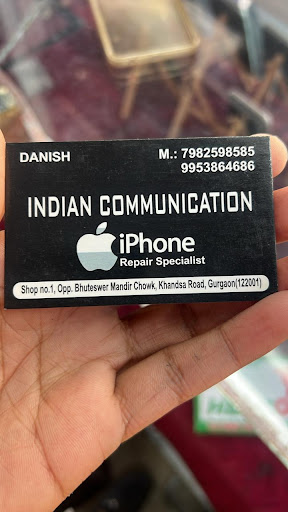 DANISH
M.: 7982598585
9953864686
INDIAN COMMUNICATION
iPhone
Repair Specialist
Shop no.1, Opp. Bhuteswer Mandir Chowk, Khandsa Road, Gurgaon(122001)